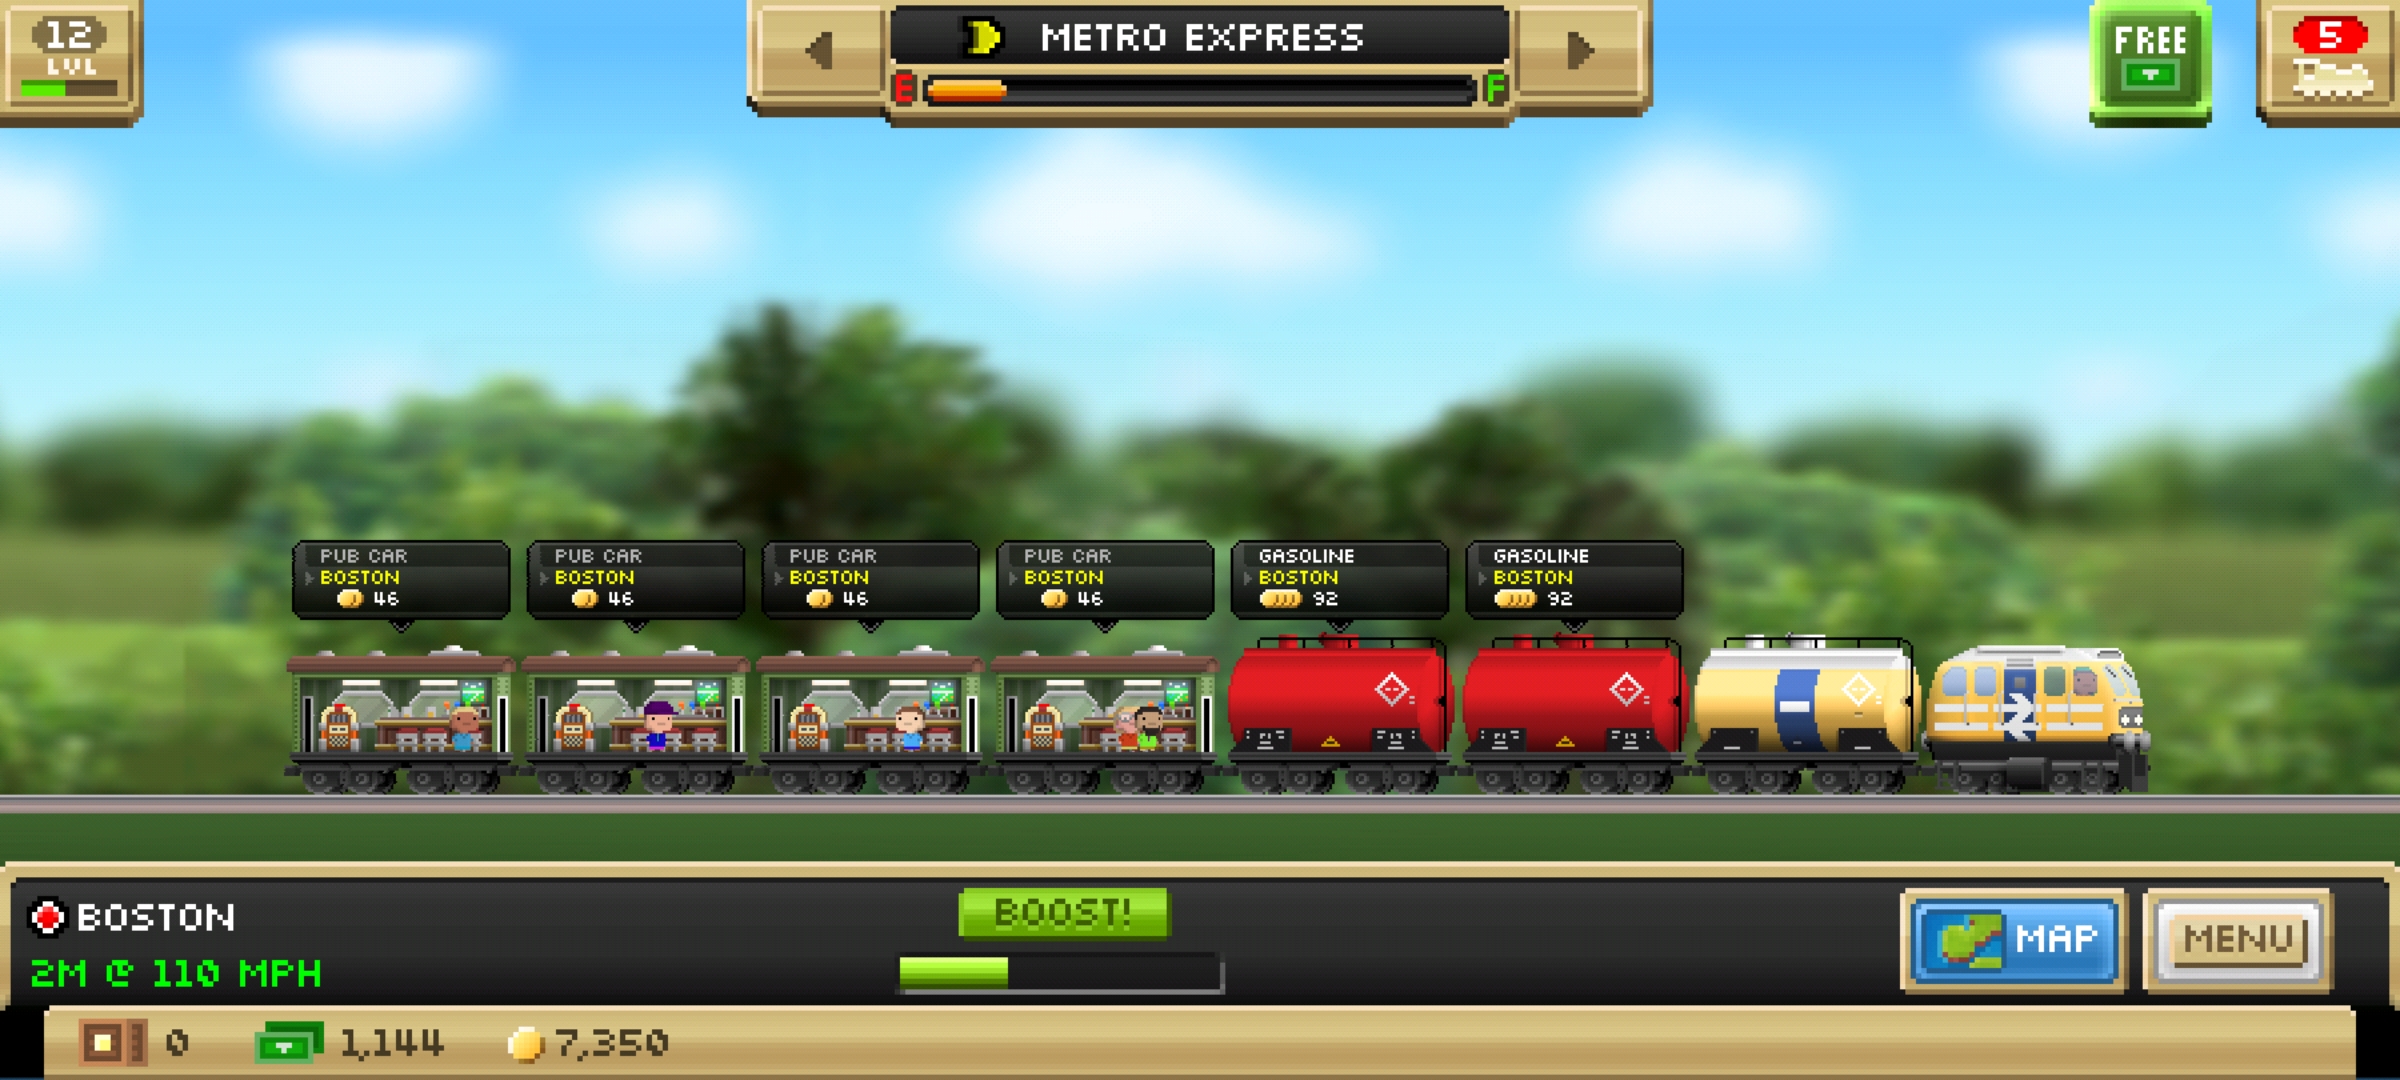 12
LVL
METRO EXPRESS
E F
FREE
5
PUB CAR
BOSTON
46
PUB CAR
BOSTON
46
PUB CAR
BOSTON
46
PUB CAR
BOSTON
46
GASOLINE
BOSTON
92
GASOLINE
BOSTON
92
BOSTON
2M @ 110 MPH
BOOST!
MAP
MENU
0
1,144
7,350